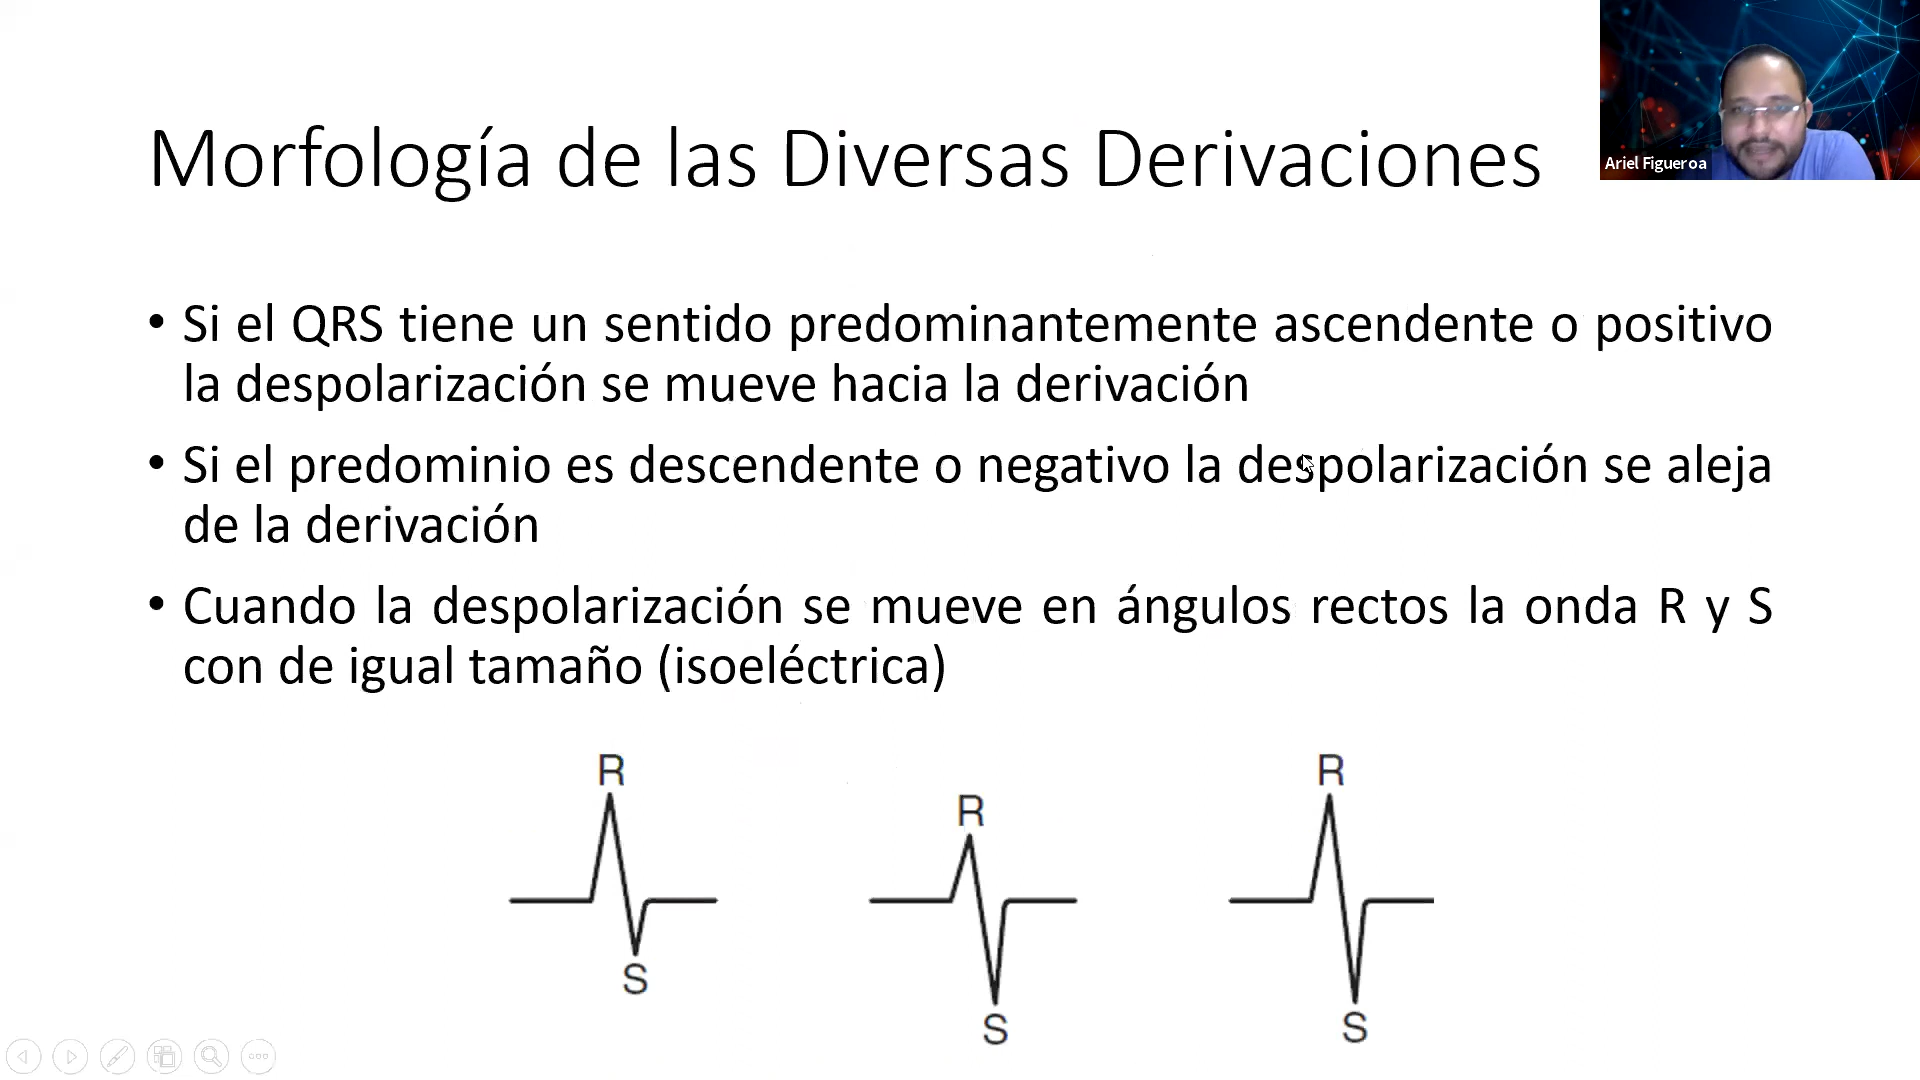 Ariel Figueroa
Morfología de las Diversas Derivaciones
• Si el QRS tiene un sentido predominantemente ascendente o positivo
la despolarización se mueve hacia la derivación
• Si el predominio es descendente o negativo la despolarización se aleja
de la derivación
• Cuando la despolarización se mueve en ángulos rectos la onda R y S
con de igual tamaño (isoeléctrica)
R
S
R
S
R
S